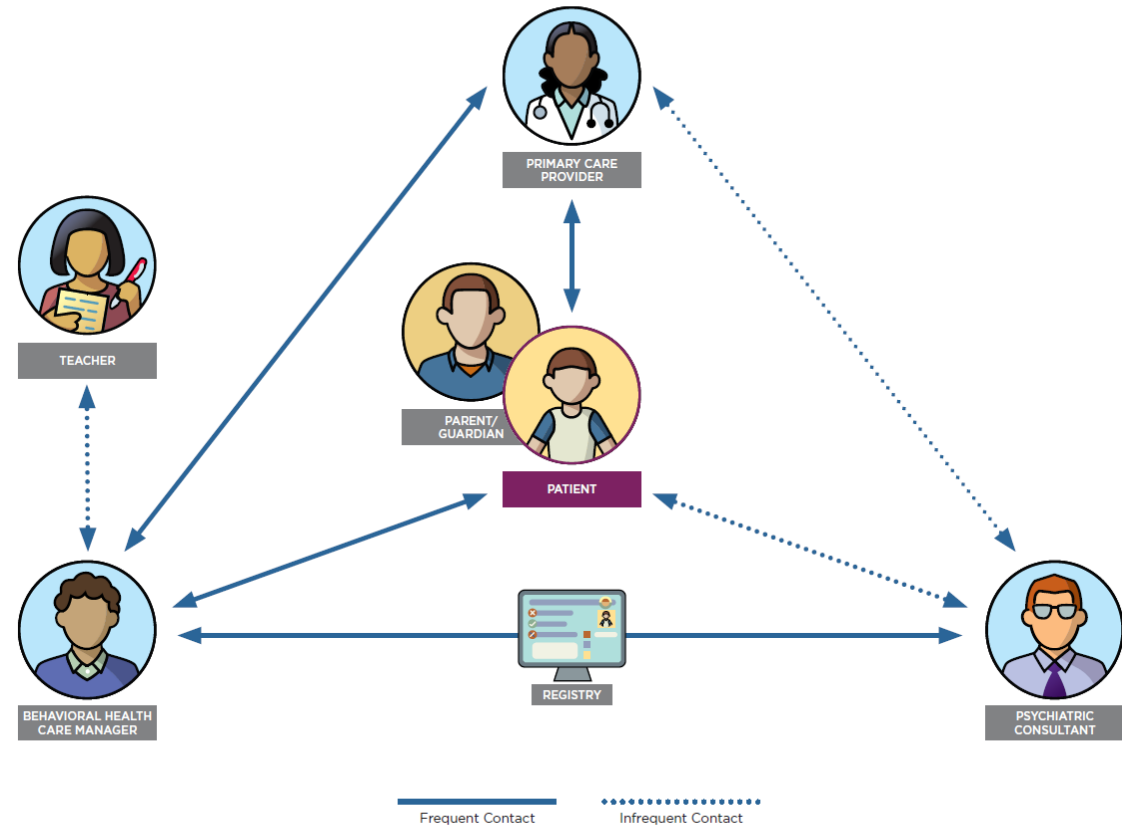 PRIMARY CARE
PROVIDER
TEACHER
PARENT/
GUARDIAN
PATIENT
REGISTRY
BEHAVIORAL HEALTH
CARE MANAGER
PSYCHIATRIC
CONSULTANT
Frequent Contact
Infrequent Contact